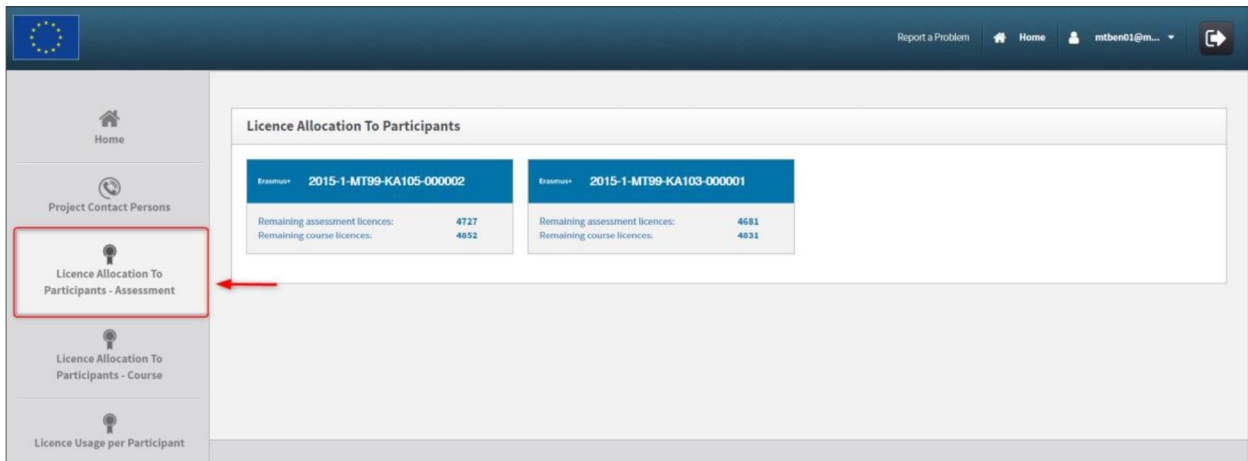 Report a Problem
Home
mtben01@m...
Home
Project Contact Persons
Licence Allocation To
Participants - Assessment
Licence Allocation To
Participants - Course
Licence Usage per Participant
Licence Allocation To Participants
Erasmus+ 2015-1-MT99-KA105-000002
Remaining assessment licences: 4727
Remaining course licences: 4852
Erasmus+ 2015-1-MT99-KA103-000001
Remaining assessment licences: 4681
Remaining course licences: 4831